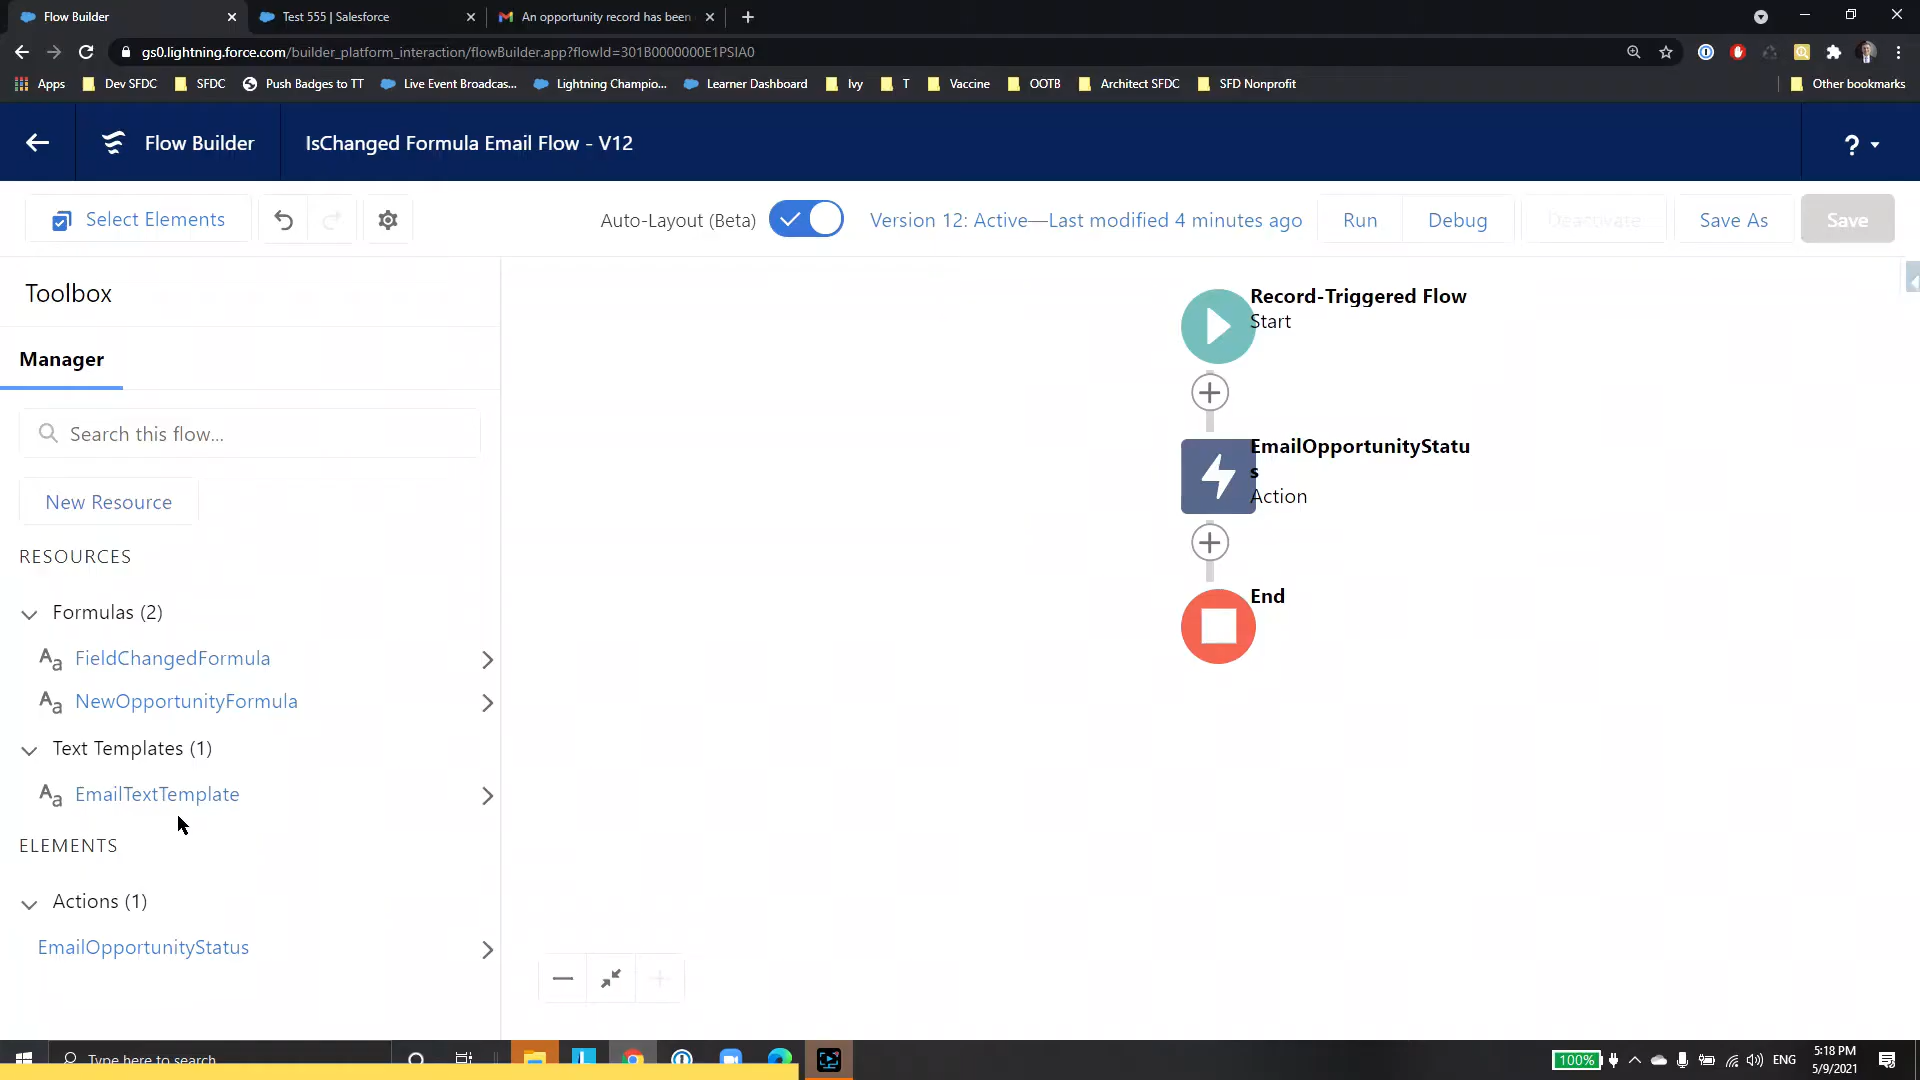 Flow Builder
Test 555 | Salesforce
An opportunity record has been
gs0.lightning.force.com/builder_platform_interaction/flowBuilder.app?flowId=301B0000000E1PSIA0
Apps
Dev SFDC
SFDC
Push Badges to TT
Live Event Broadcas...
Lightning Champio...
Learner Dashboard
Ivy
T
Vaccine
OOTB
Architect SFDC
SFD Nonprofit
Other bookmarks
Flow Builder
IsChanged Formula Email Flow - V12
?
Select Elements
Auto-Layout (Beta)
Version 12: Active—Last modified 4 minutes ago
Run
Debug
Deactivate
Save As
Save
Toolbox
Manager
Search this flow...
New Resource
RESOURCES
Formulas (2)
FieldChangedFormula
NewOpportunityFormula
Text Templates (1)
EmailTextTemplate
ELEMENTS
Actions (1)
EmailOpportunityStatus
Record-Triggered Flow
Start
EmailOpportunityStatu
s
Action
End
Type here to search
100%
ENG
5:18 PM
5/9/2021